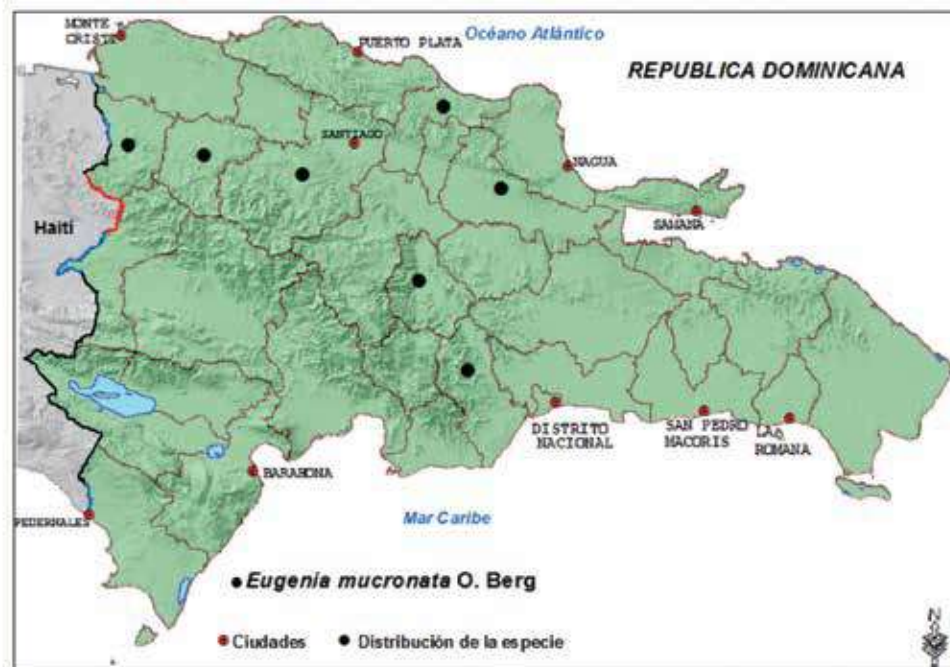 MONTE
CRISTI
PUERTO PLATA
Océano Atlántico
REPUBLICA DOMINICANA
SANTIAGO
NAGUA
Haití
SAMANA
DISTRITO
NACIONAL
SAN PEDRO
MACORIS
LA
ROMANA
BARAHONA
PEDERNALES
Mar Caribe
Eugenia mucronata O. Berg
Ciudades
Distribución de la especie
N